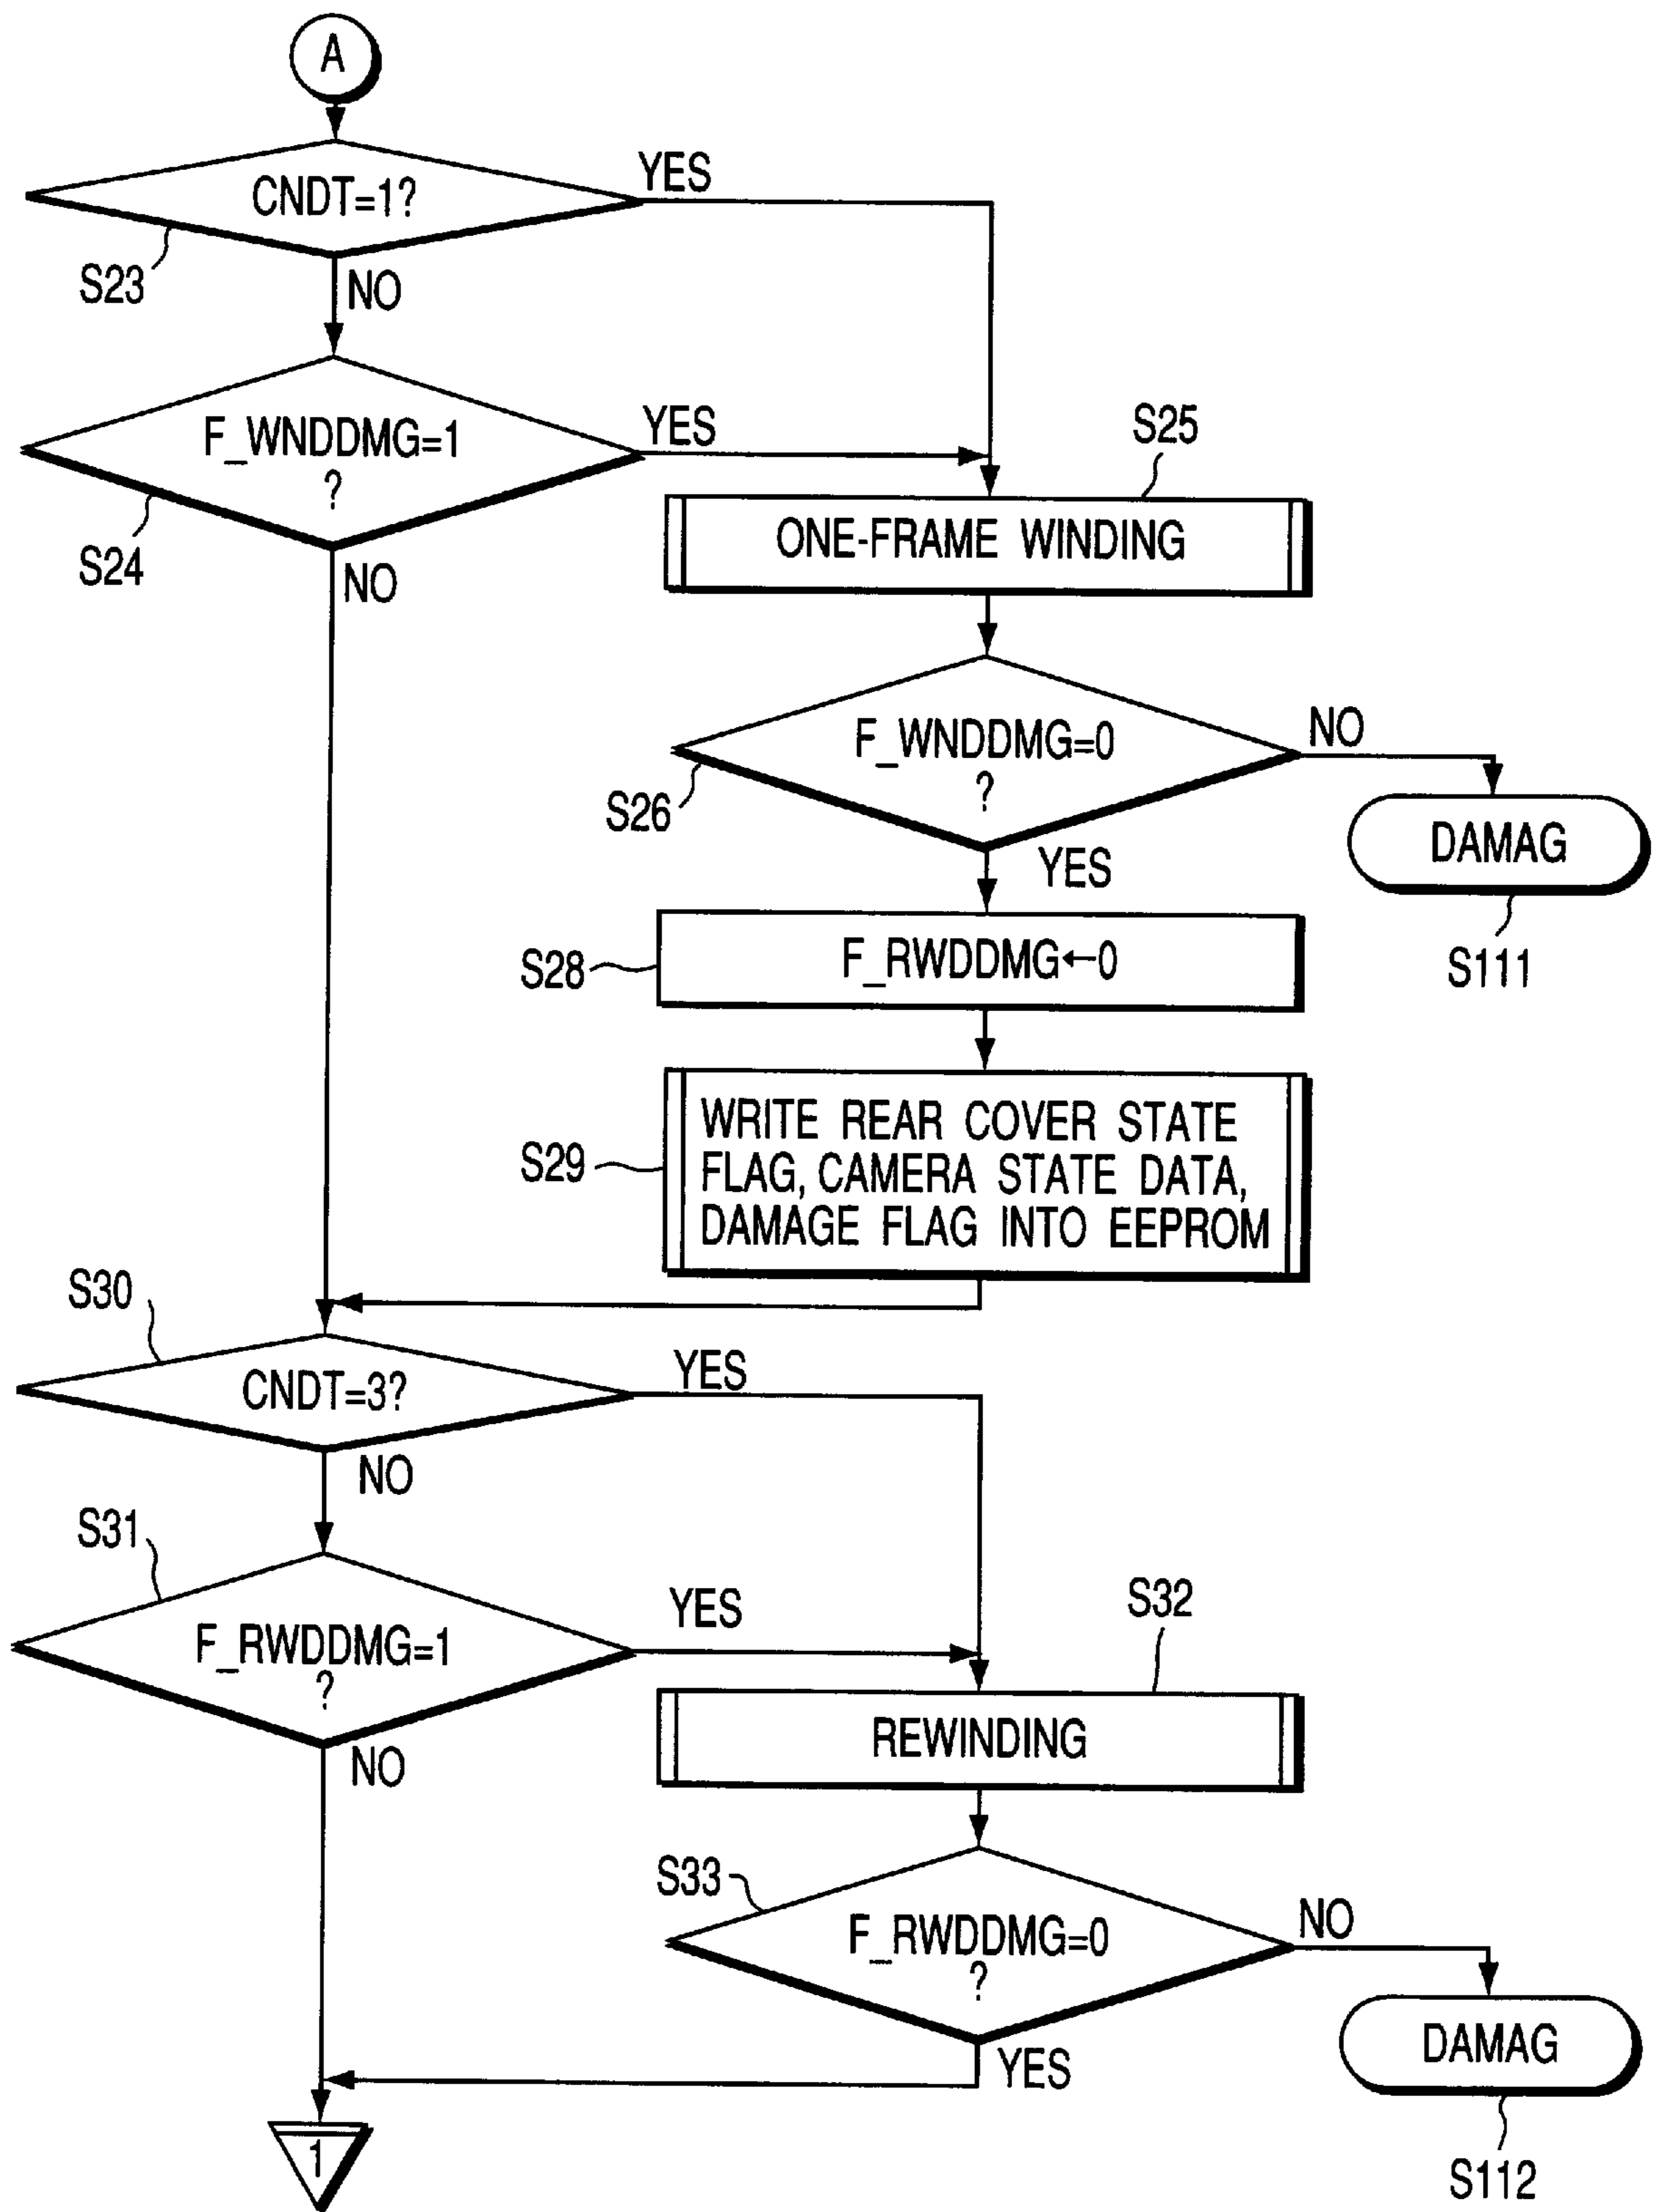 A
CNDT=1?
YES
S23
NO
F_WNDDMG=1
?
YES
S24
NO
S25
ONE-FRAME WINDING
F_WNDDMG=0
?
NO
S26
YES
DAMAG
S111
S28
F_RWDDMG←0
S29
WRITE REAR COVER STATE
FLAG, CAMERA STATE DATA,
DAMAGE FLAG INTO EEPROM
S30
CNDT=3?
YES
NO
S31
F_RWDDMG=1
?
YES
NO
S32
REWINDING
S33
F_RWDDMG=0
?
NO
YES
DAMAG
S112
1